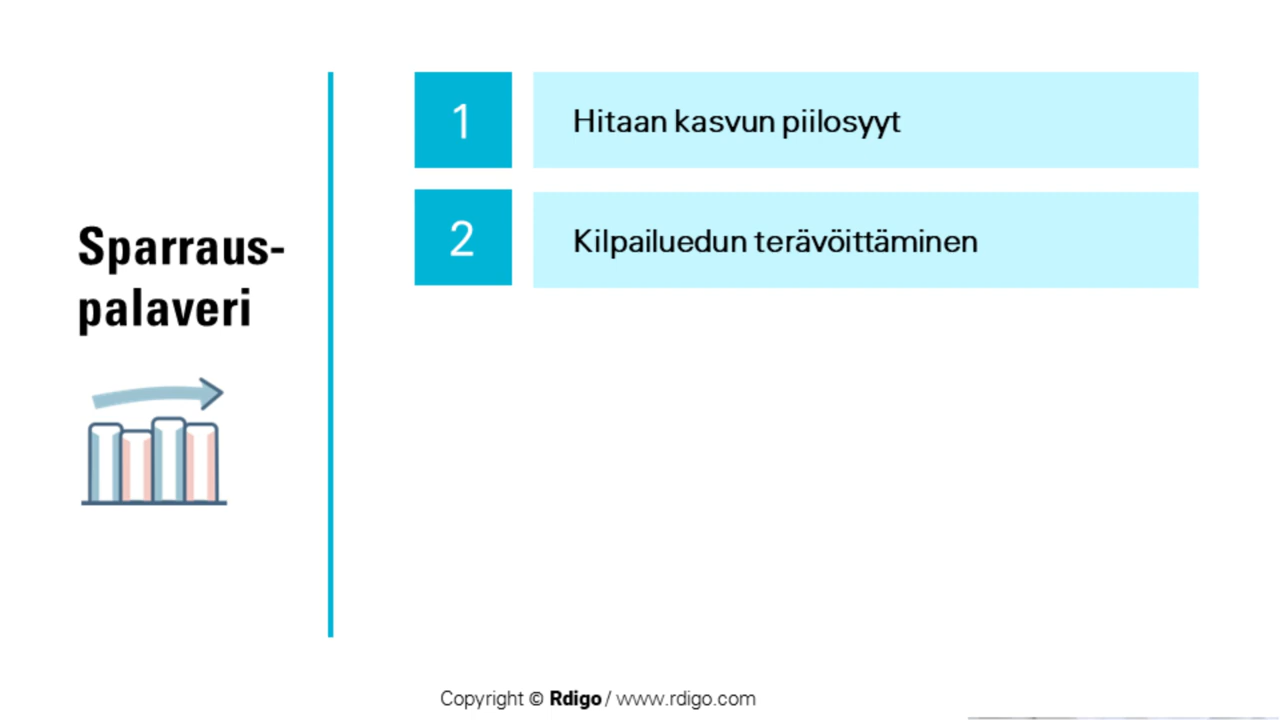 Sparraus-
palaveri
1
Hitaan kasvun piilosyyt
2
Kilpailuedun terävöittäminen
Copyright © Rdigo / www.rdigo.com